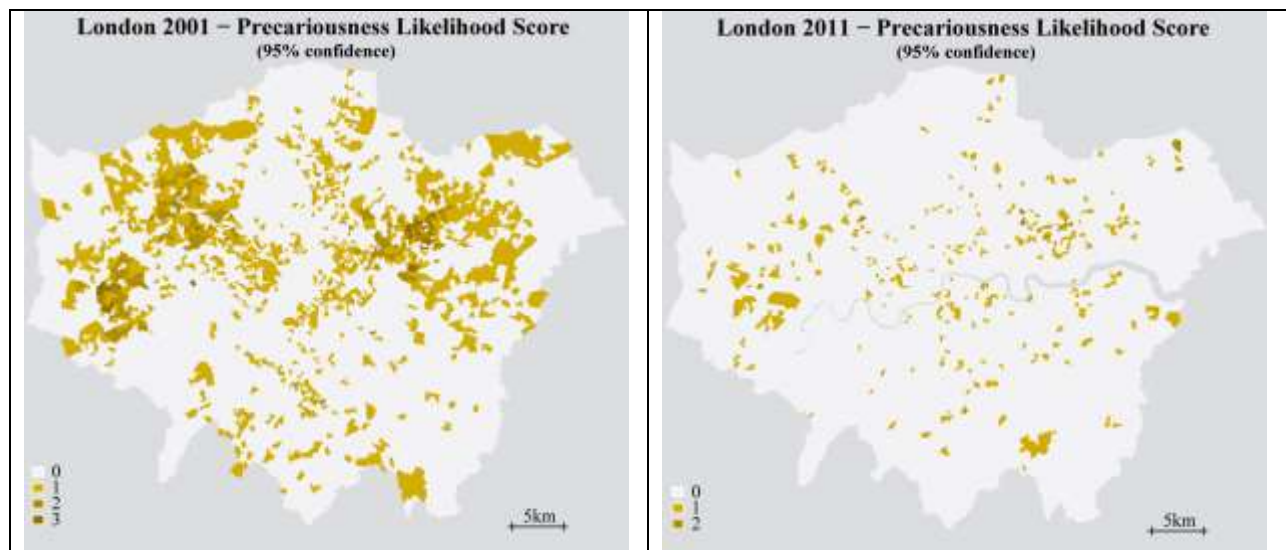 London 2001 − Precariousness Likelihood Score
(95% confidence)
0
1
2
3
5km
London 2011 − Precariousness Likelihood Score
(95% confidence)
0
1
2
5km